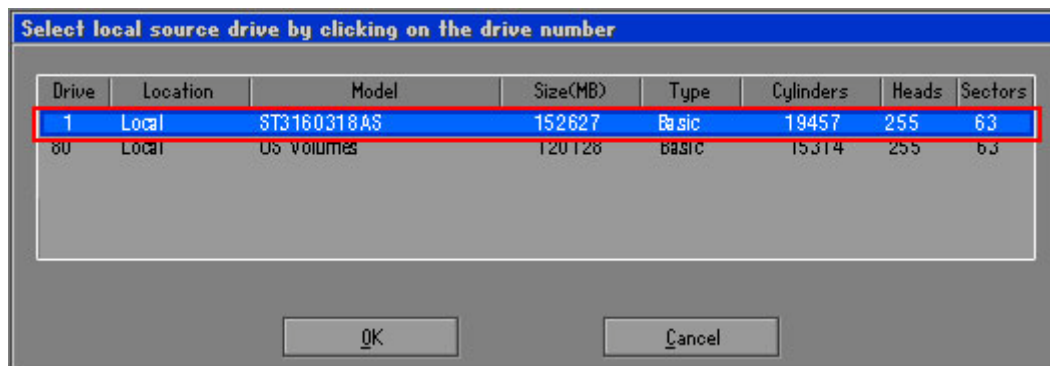 Select local source drive by clicking on the drive number
Drive Location Model Size(MB) Type Cylinders Heads Sectors
1 Local ST3160318AS 152627 Basic 19457 255 63
80 Local OS Volumes 120128 Basic 15314 255 63
OK Cancel